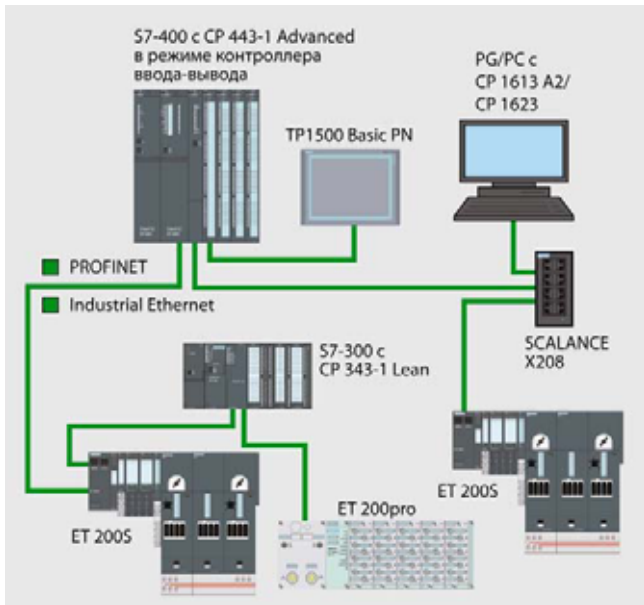 S7-400 с CP 443-1 Advanced
в режиме контроллера
ввода-вывода
PG/PC с
CP 1613 A2/
CP 1623
TP1500 Basic PN
PROFINET
Industrial Ethernet
SCALANCE
X208
S7-300 с
CP 343-1 Lean
ET 200S
ET 200pro
ET 200S